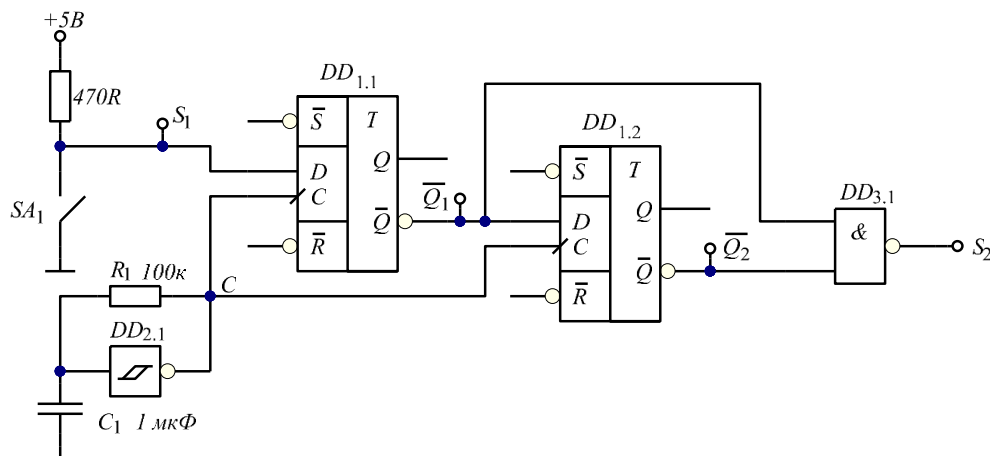 +5В
470R
S1
SA1
R1 100к
C
DD2.1
C1 1 мкФ
DD1.1
S̅
T
D
C
Q
Q̅
R̅
Q̅1
DD1.2
S̅
T
D
C
Q
Q̅
R̅
Q̅2
DD3.1
&
S2